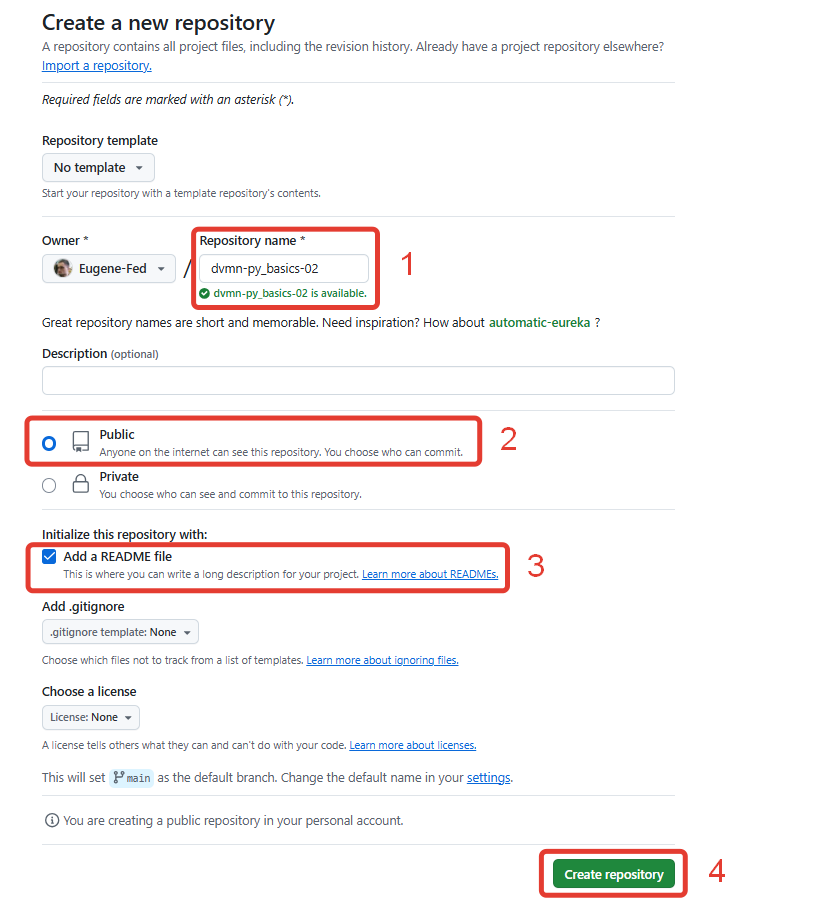 Create a new repository
A repository contains all project files, including the revision history. Already have a project repository elsewhere?
Import a repository.
Required fields are marked with an asterisk (*).
Repository template
No template
Start your repository with a template repository's contents.
Owner *
Eugene-Fed
/
Repository name *
dvmn-py_basics-02
dvmn-py_basics-02 is available.
1
Great repository names are short and memorable. Need inspiration? How about automatic-eureka ?
Description (optional)
Public
Anyone on the internet can see this repository. You choose who can commit.
2
Private
You choose who can see and commit to this repository.
Initialize this repository with:
Add a README file
This is where you can write a long description for your project. Learn more about READMEs.
3
Add .gitignore
.gitignore template: None
Choose which files not to track from a list of templates. Learn more about ignoring files.
Choose a license
License: None
A license tells others what they can and can't do with your code. Learn more about licenses.
This will set main as the default branch. Change the default name in your settings.
You are creating a public repository in your personal account.
Create repository
4